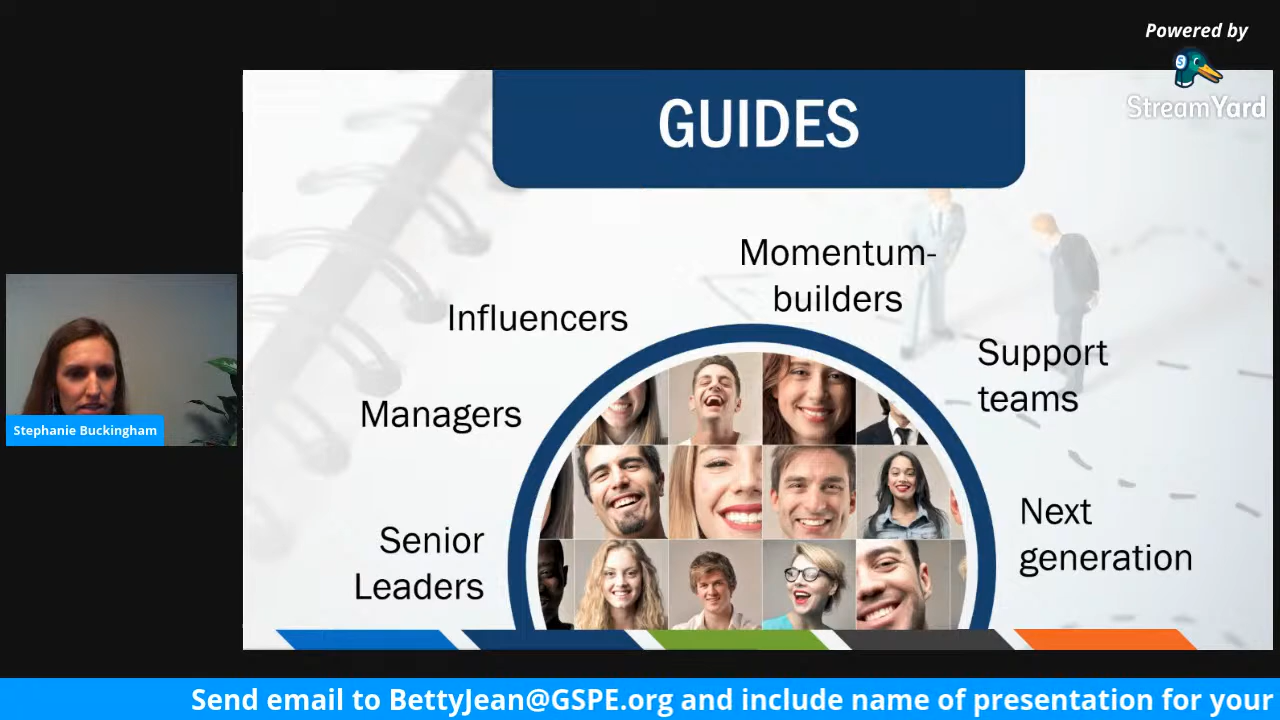 Powered by
StreamYard
GUIDES
Momentum-
builders
Influencers
Support
teams
Managers
Next
generation
Senior
Leaders
Stephanie Buckingham
Send email to BettyJean@GSPE.org and include name of presentation for your